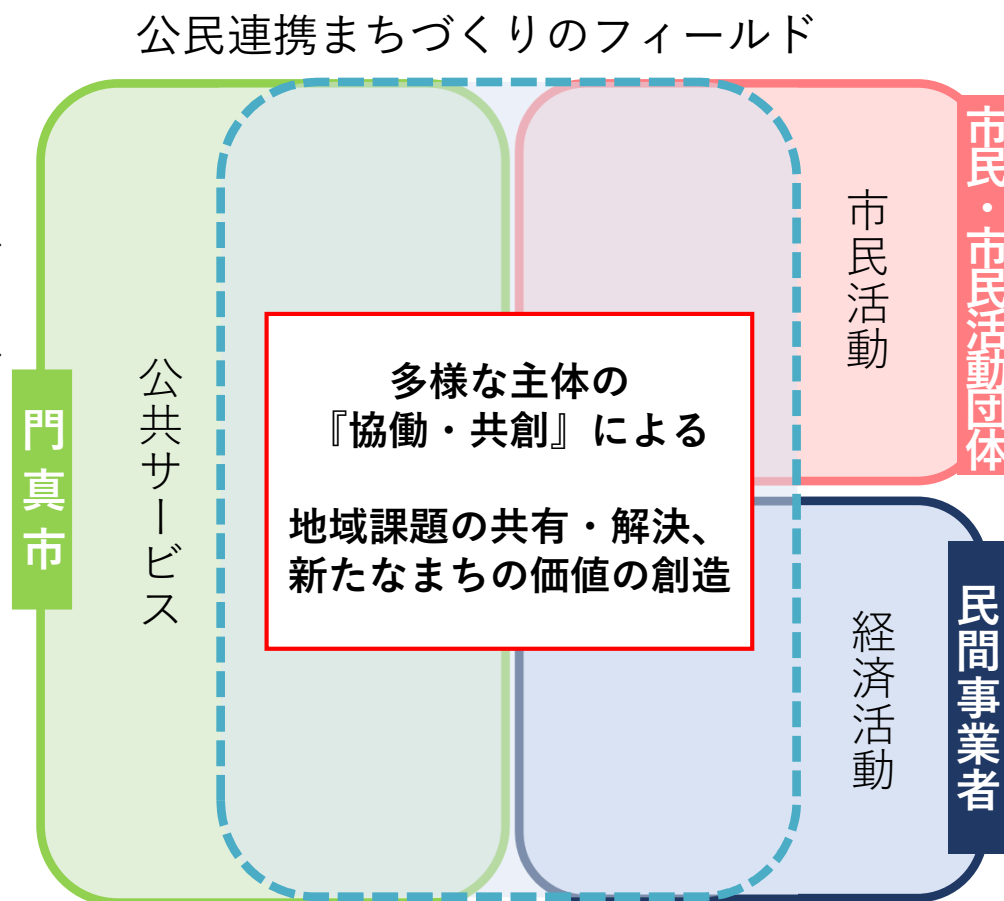 公民連携まちづくりのフィールド
市民・市民活動団体
市民活動
多様な主体の
『協働・共創』による
地域課題の共有・解決、
新たなまちの価値の創造
公共サービス
門真市
経済活動
民間事業者